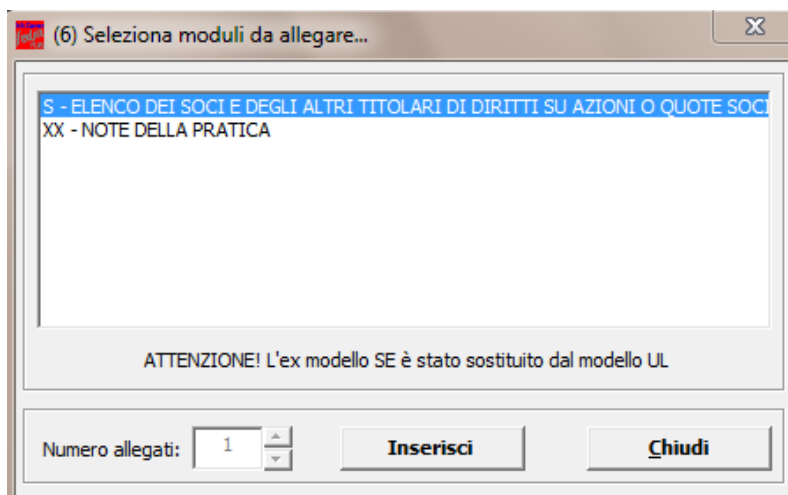 (6) Seleziona moduli da allegare...
S - ELENCO DEI SOCI E DEGLI ALTRI TITOLARI DI DIRITTI SU AZIONI O QUOTE SOCI
XX - NOTE DELLA PRATICA
ATTENZIONE! L'ex modello SE è stato sostituito dal modello UL
Numero allegati: 1 Inserisci Chiudi